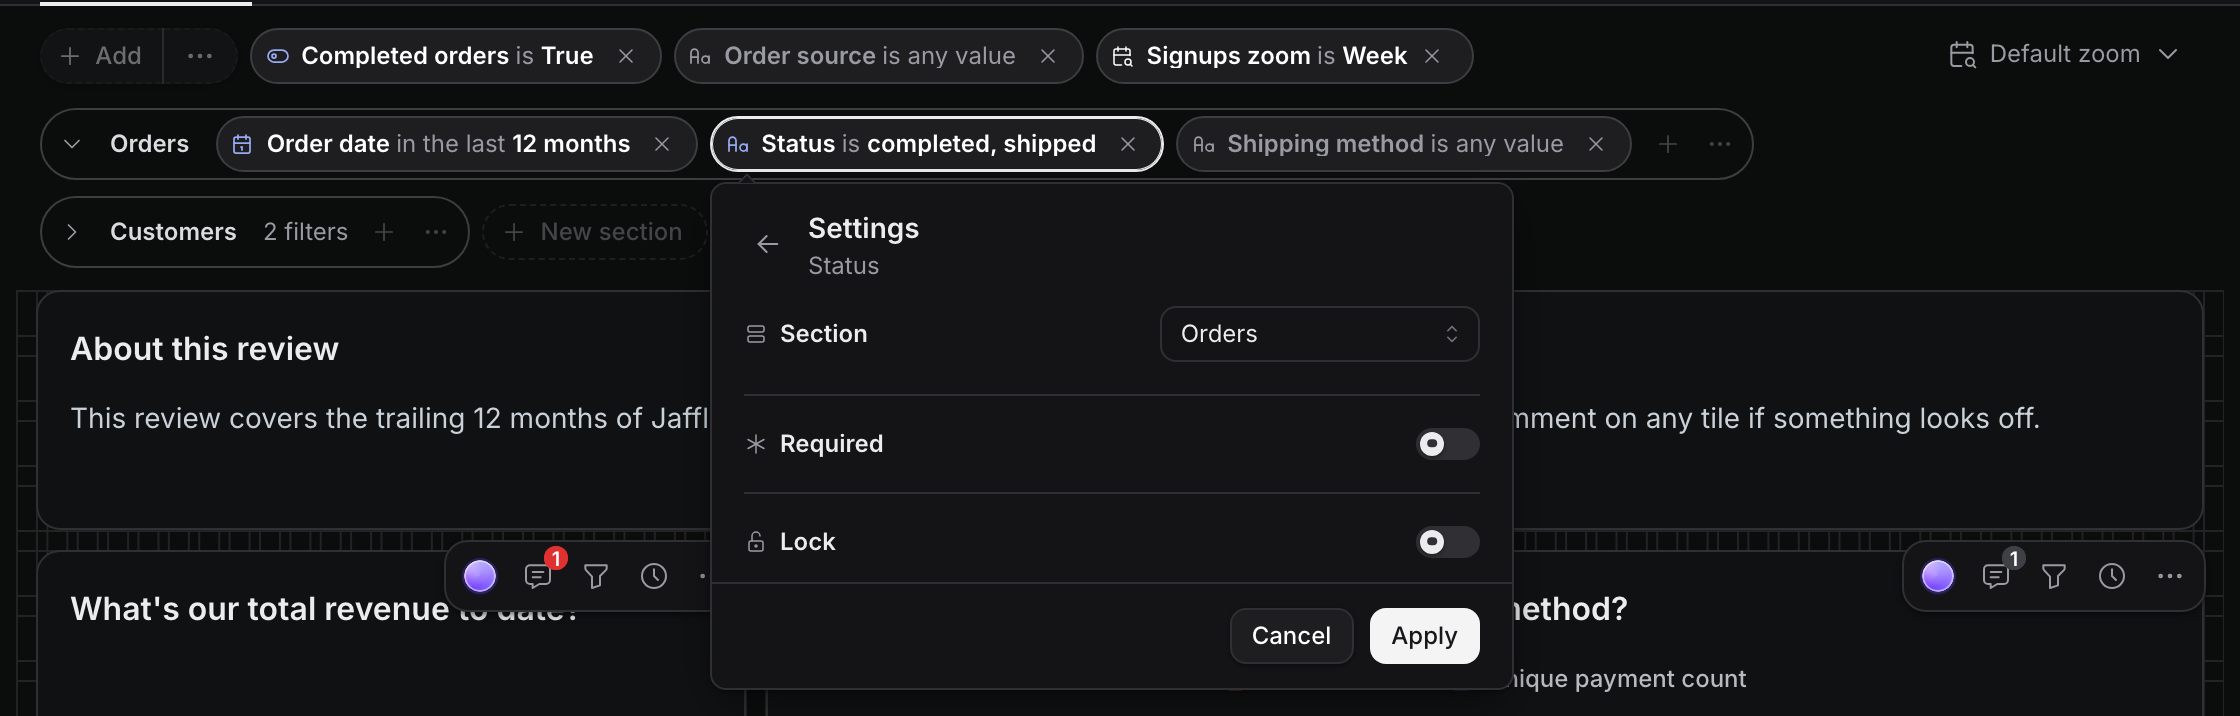 Add
Completed orders is True
Order source is any value
Signups zoom is Week
Default zoom
Orders
Order date in the last 12 months
Status is completed, shipped
Shipping method is any value
Customers 2 filters
New section
Settings
Status
Section
Orders
Required
Lock
Cancel
Apply
About this review
This review covers the trailing 12 months of Jaffl
mment on any tile if something looks off.
1
What's our total revenue to date?
1
ethod?
nique payment count